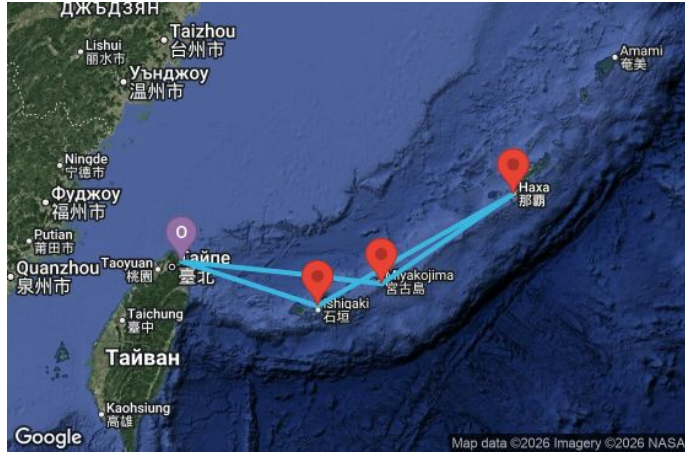 ДЖЪДЗЯН
Taizhou
台州市
Lishui
丽水市
Уънджоу
温州市
Amami
奄美
Ningde
宁德市
Фуджоу
福州市
Haxa
那覇
Putian
莆田市
O
Quanzhou
泉州市
Taoyuan
桃園
Тайпе
臺北
Miyakojima
宮古島
Ishigaki
石垣
Taichung
臺中
Тайван
Kaohsiung
高雄
Google
Map data ©2026 Imagery ©2026 NASA